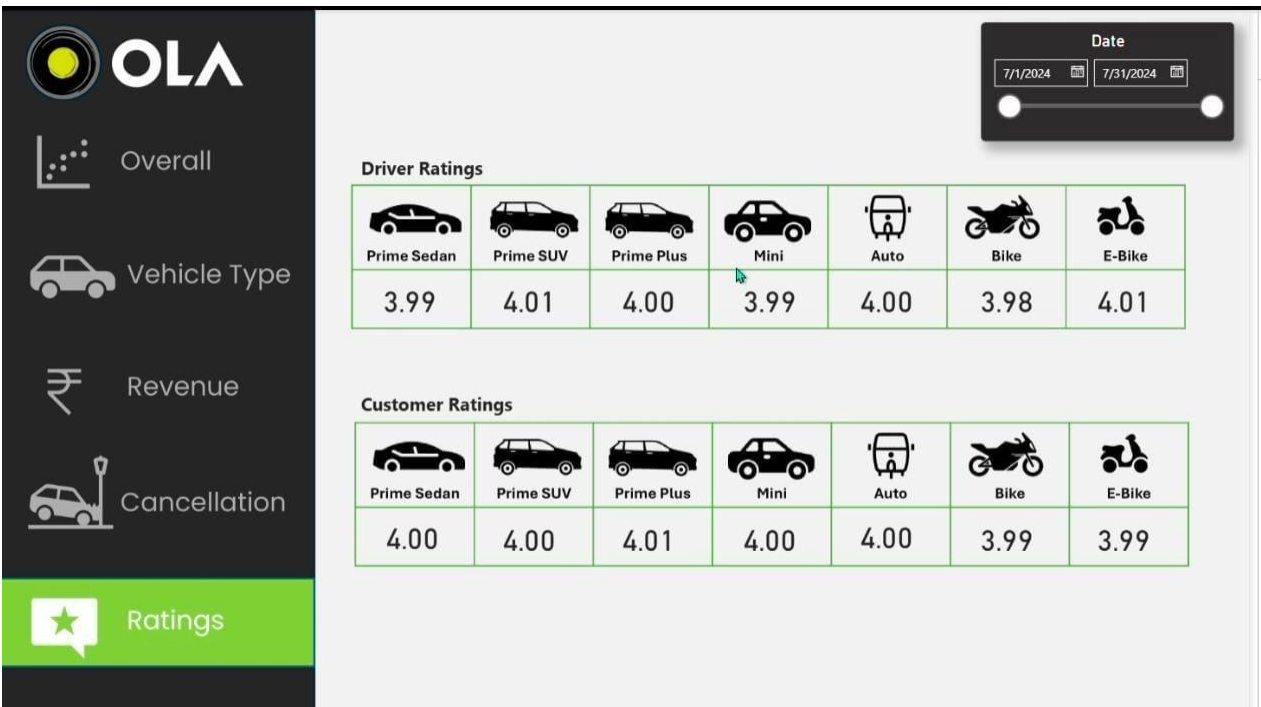 OLA
Overall
Vehicle Type
₹ Revenue
Cancellation
Ratings
Date
7/1/2024 7/31/2024
Driver Ratings
Prime Sedan Prime SUV Prime Plus Mini Auto Bike E-Bike
3.99 4.01 4.00 3.99 4.00 3.98 4.01
Customer Ratings
Prime Sedan Prime SUV Prime Plus Mini Auto Bike E-Bike
4.00 4.00 4.01 4.00 4.00 3.99 3.99